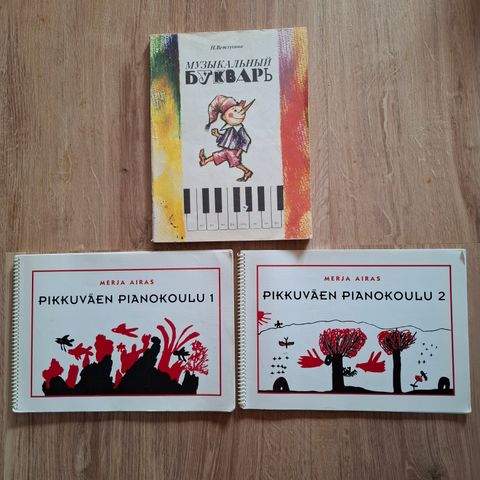 Н.Ветлугина
МУЗЫКАЛЬНЫЙ
БУКВАРЬ
MERJA AIRAS
PIKKUVÄEN PIANOKOULU 1
MERJA AIRAS
PIKKUVÄEN PIANOKOULU 2